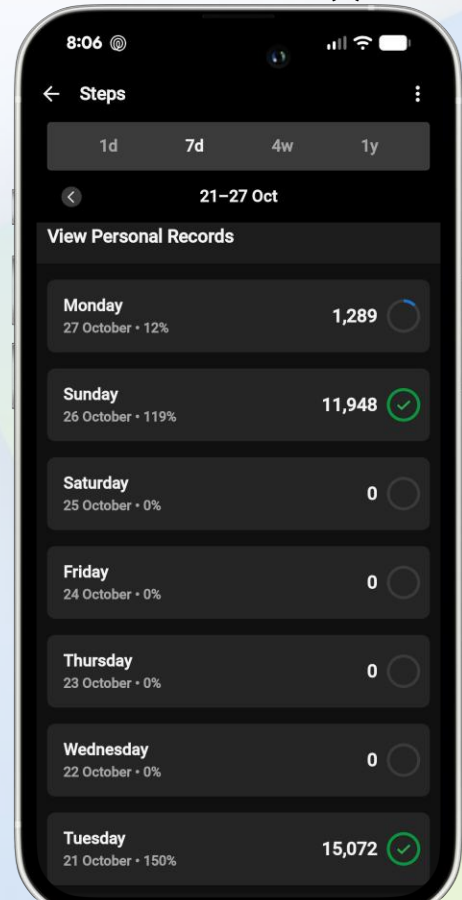 8:06
Steps
1d 7d 4w 1y
21–27 Oct
View Personal Records
Monday
1,289
27 October • 12%
Sunday
11,948
26 October • 119%
Saturday
0
25 October • 0%
Friday
0
24 October • 0%
Thursday
0
23 October • 0%
Wednesday
0
22 October • 0%
Tuesday
15,072
21 October • 150%